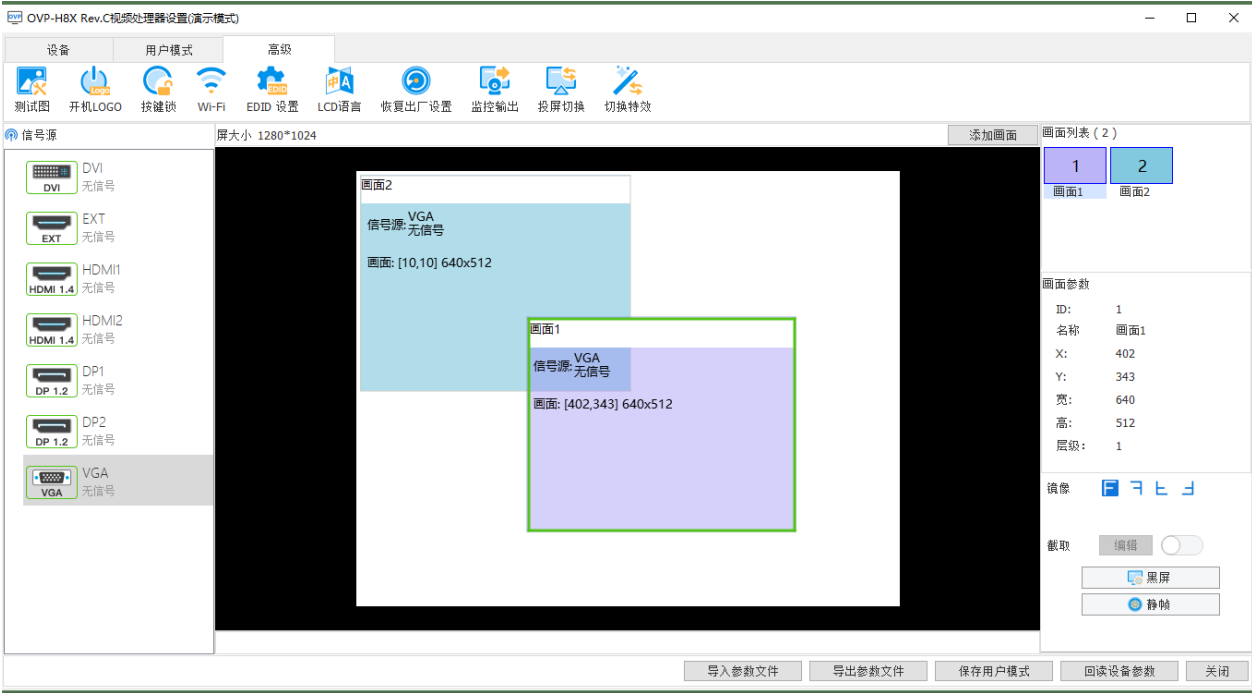 OVP OVP-H8X Rev.C视频处理器设置(演示模式)
设备 用户模式 高级
Logo EDID 中 A
测试图 开机LOGO 按键锁 Wi-Fi EDID 设置 LCD语言 恢复出厂设置 监控输出 投屏切换 切换特效
信号源
屏大小 1280*1024 添加画面
画面列表 ( 2 )
DVI
DVI
无信号
EXT
EXT
无信号
HDMI 1.4
HDMI1
无信号
HDMI 1.4
HDMI2
无信号
DP 1.2
DP1
无信号
DP 1.2
DP2
无信号
VGA
VGA
无信号
画面2
信号源: VGA
无信号
画面: [10,10] 640x512
画面1
信号源: VGA
无信号
画面: [402,343] 640x512
1 2
画面1 画面2
画面参数
ID: 1
名称 画面1
X: 402
Y: 343
宽: 640
高: 512
层级: 1
镜像 F F F F
截取 编辑
黑屏
静帧
导入参数文件 导出参数文件 保存用户模式 回读设备参数 关闭